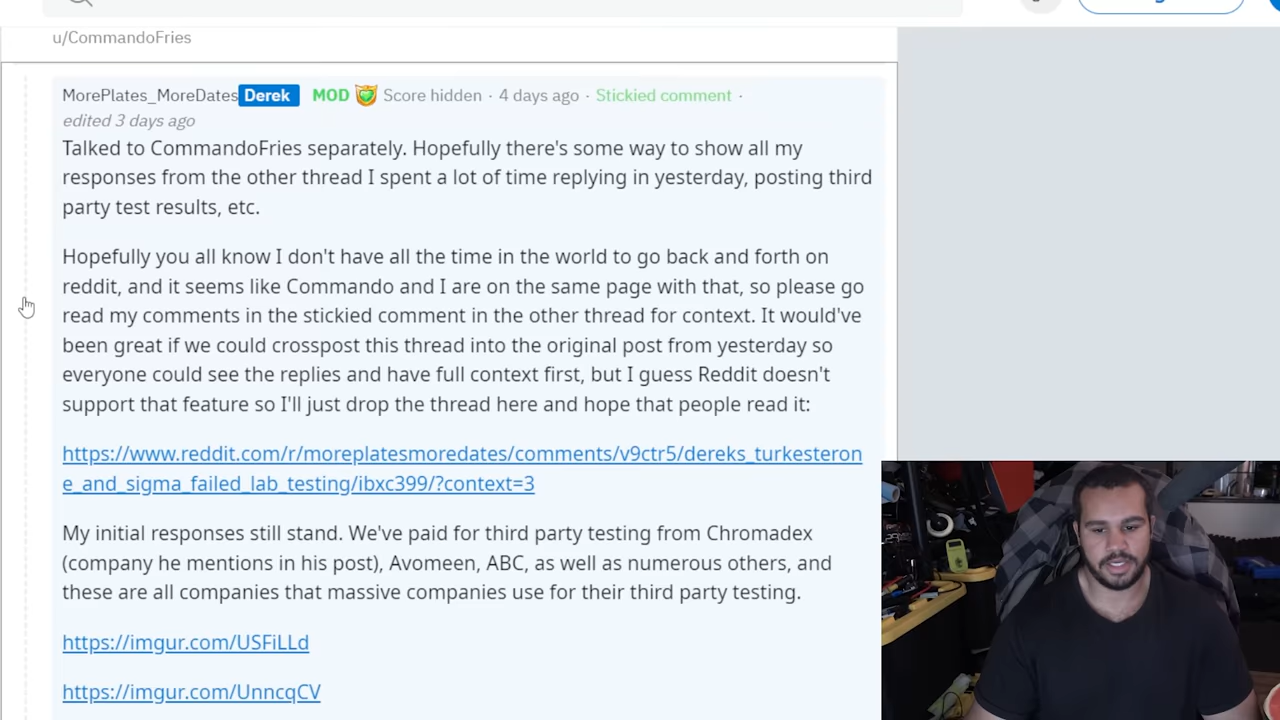 u/CommandoFries
MorePlates_MoreDates Derek MOD Score hidden · 4 days ago · Stickied comment ·
edited 3 days ago
Talked to CommandoFries separately. Hopefully there's some way to show all my
responses from the other thread I spent a lot of time replying in yesterday, posting third
party test results, etc.
Hopefully you all know I don't have all the time in the world to go back and forth on
reddit, and it seems like Commando and I are on the same page with that, so please go
read my comments in the stickied comment in the other thread for context. It would've
been great if we could crosspost this thread into the original post from yesterday so
everyone could see the replies and have full context first, but I guess Reddit doesn't
support that feature so I'll just drop the thread here and hope that people read it:
https://www.reddit.com/r/moreplatesmoredates/comments/v9ctr5/dereks_turkesteron
e_and_sigma_failed_lab_testing/ibxc399/?context=3
My initial responses still stand. We've paid for third party testing from Chromadex
(company he mentions in his post), Avomeen, ABC, as well as numerous others, and
these are all companies that massive companies use for their third party testing.
https://imgur.com/USFiLLd
https://imgur.com/UnncqCV